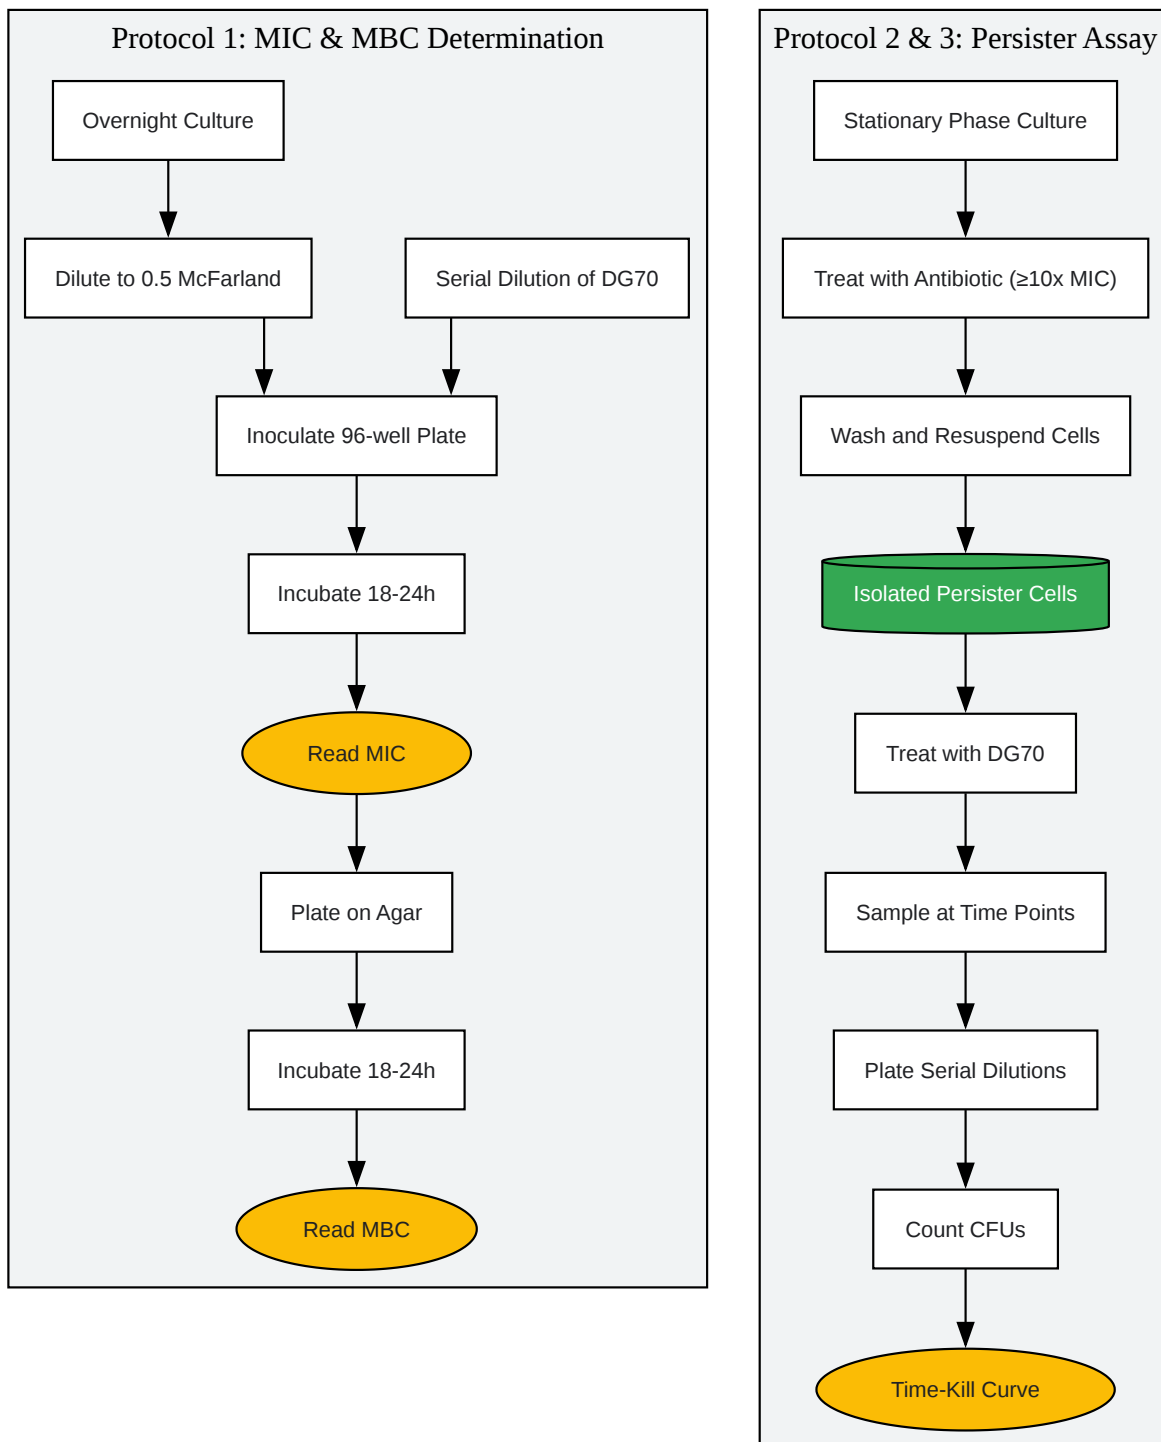 Protocol 1: MIC & MBC Determination
Overnight Culture
Dilute to 0.5 McFarland
Serial Dilution of DG70
Inoculate 96-well Plate
Incubate 18-24h
Read MIC
Plate on Agar
Incubate 18-24h
Read MBC
Protocol 2 & 3: Persister Assay
Stationary Phase Culture
Treat with Antibiotic (≥10x MIC)
Wash and Resuspend Cells
Isolated Persister Cells
Treat with DG70
Sample at Time Points
Plate Serial Dilutions
Count CFUs
Time-Kill Curve